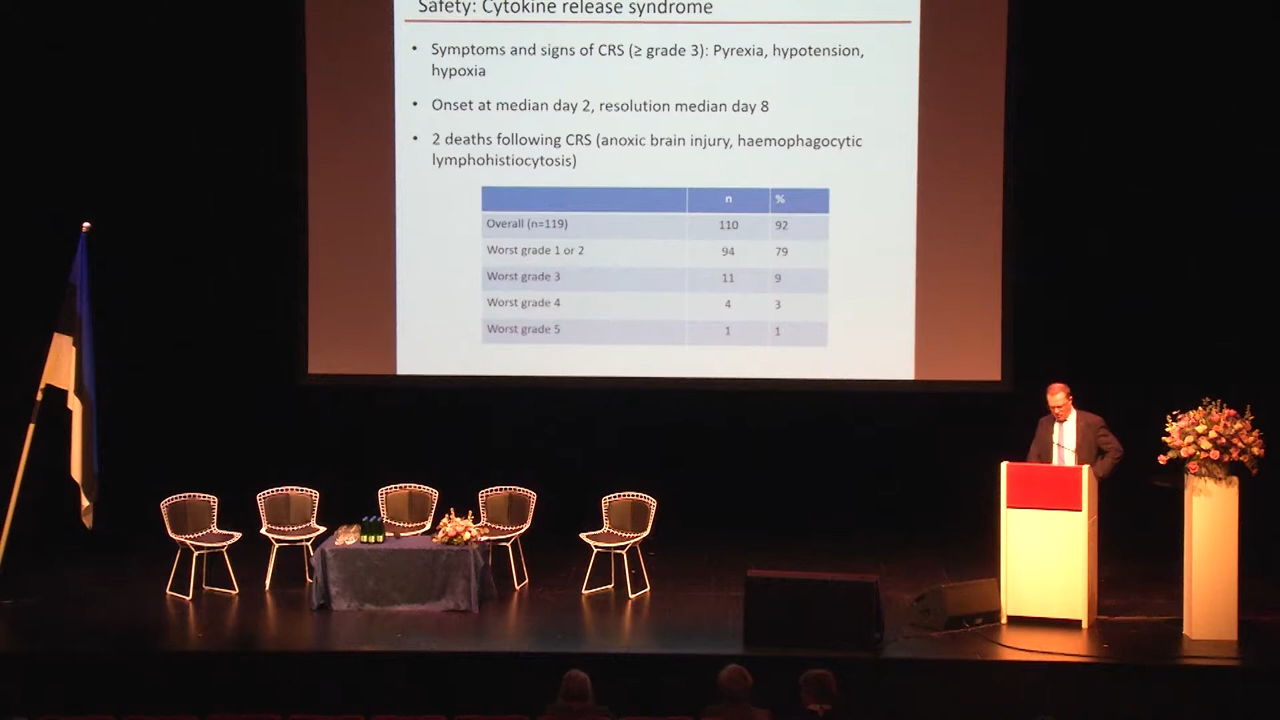 Safety: Cytokine release syndrome
• Symptoms and signs of CRS (≥ grade 3): Pyrexia, hypotension,
hypoxia
• Onset at median day 2, resolution median day 8
• 2 deaths following CRS (anoxic brain injury, haemophagocytic
lymphohistiocytosis)
n %
Overall (n=119) 110 92
Worst grade 1 or 2 94 79
Worst grade 3 11 9
Worst grade 4 4 3
Worst grade 5 1 1